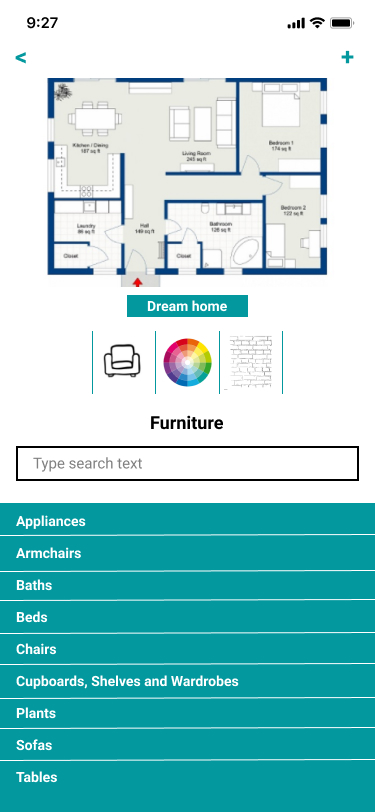 9:27
<
+
Kitchen / Dining
187 sq ft
Living Room
245 sq ft
Bedroom 1
174 sq ft
Bedroom 2
122 sq ft
Laundry
86 sq ft
Hall
149 sq ft
Bathroom
128 sq ft
Closet
Closet
Dream home
Furniture
Type search text
Appliances
Armchairs
Baths
Beds
Chairs
Cupboards, Shelves and Wardrobes
Plants
Sofas
Tables